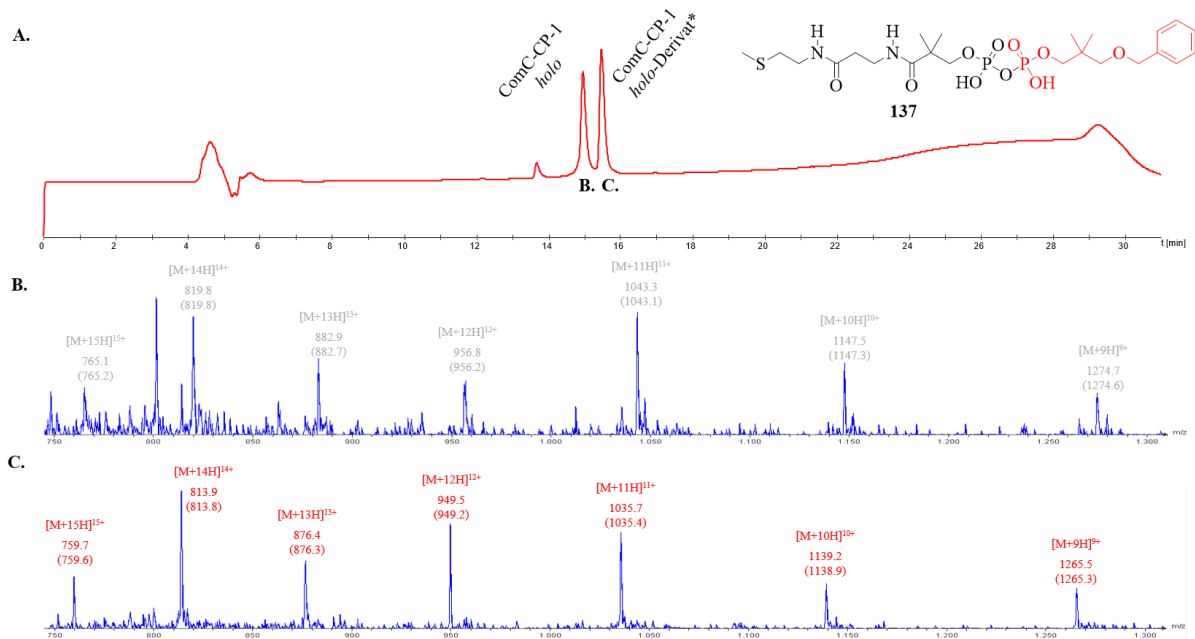 A.
ComC-CP-1
holo
ComC-CP-1
holo-Derivat*
S
H
N
O
H
N
O
O
O
P
HO
O
O
P
OH
O
O
137
B. C.
0 2 4 6 8 10 12 14 16 18 20 22 24 26 28 30 t [min]
B.
[M+15H]15+
765.1
(765.2)
[M+14H]14+
819.8
(819.8)
[M+13H]13+
882.9
(882.7)
[M+12H]12+
956.8
(956.2)
[M+11H]11+
1043.3
(1043.1)
[M+10H]10+
1147.5
(1147.3)
[M+9H]9+
1274.7
(1274.6)
750 800 850 900 950 1.000 1.050 1.100 1.150 1.200 1.250 1.300 m/z
C.
[M+15H]15+
759.7
(759.6)
[M+14H]14+
813.9
(813.8)
[M+13H]13+
876.4
(876.3)
[M+12H]12+
949.5
(949.2)
[M+11H]11+
1035.7
(1035.4)
[M+10H]10+
1139.2
(1138.9)
[M+9H]9+
1265.5
(1265.3)
750 800 850 900 950 1.000 1.050 1.100 1.150 1.200 1.250 1.300 m/z